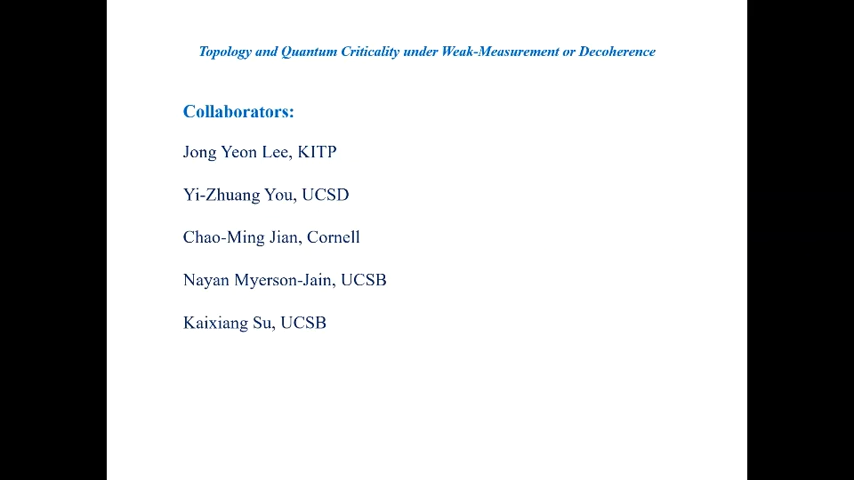 Topology and Quantum Criticality under Weak-Measurement or Decoherence
Collaborators:
Jong Yeon Lee, KITP
Yi-Zhuang You, UCSD
Chao-Ming Jian, Cornell
Nayan Myerson-Jain, UCSB
Kaixiang Su, UCSB